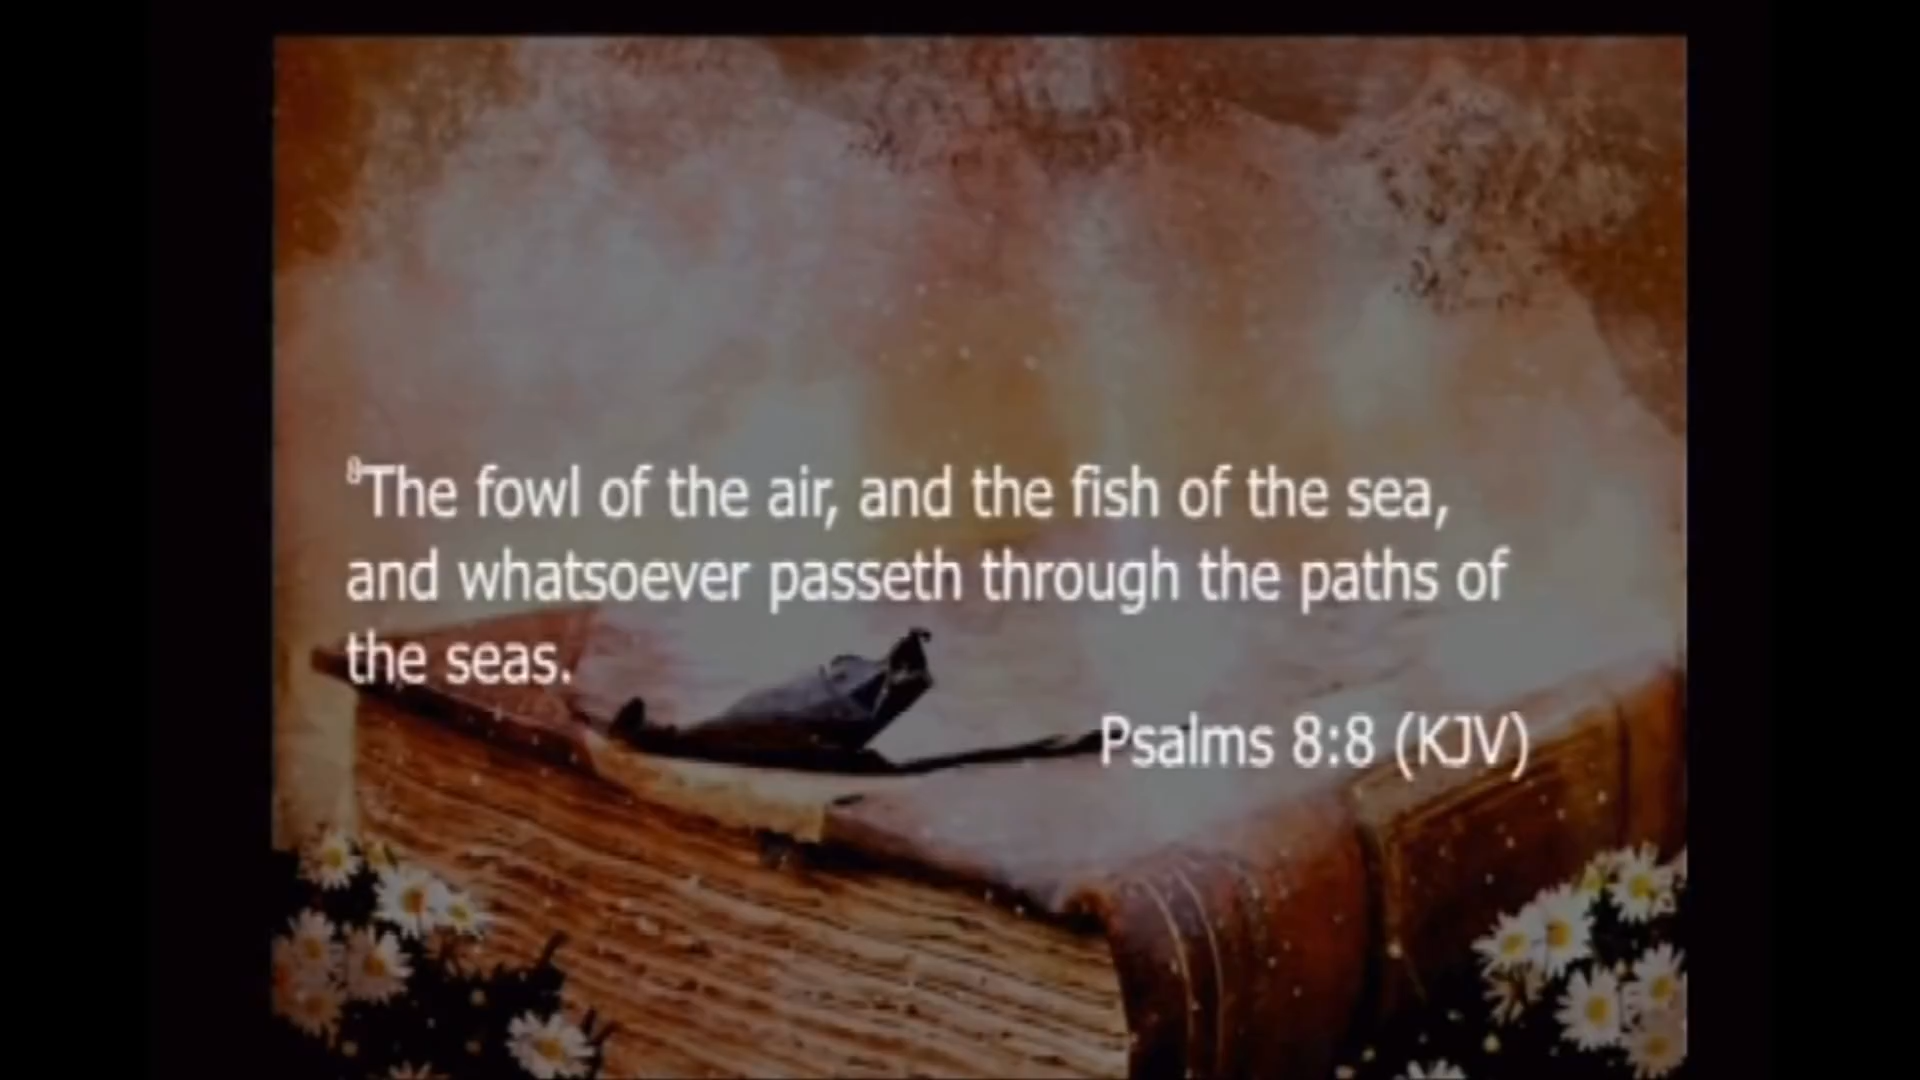 ⁸The fowl of the air, and the fish of the sea,
and whatsoever passeth through the paths of
the seas.
Psalms 8:8 (KJV)